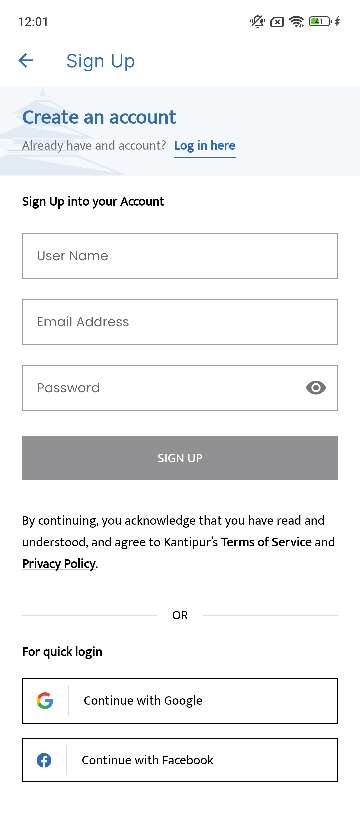 12:01
41
Sign Up
Create an account
Already have and account? Log in here
Sign Up into your Account
User Name
Email Address
Password
SIGN UP
By continuing, you acknowledge that you have read and
understood, and agree to Kantipur's Terms of Service and
Privacy Policy.
OR
For quick login
Continue with Google
Continue with Facebook